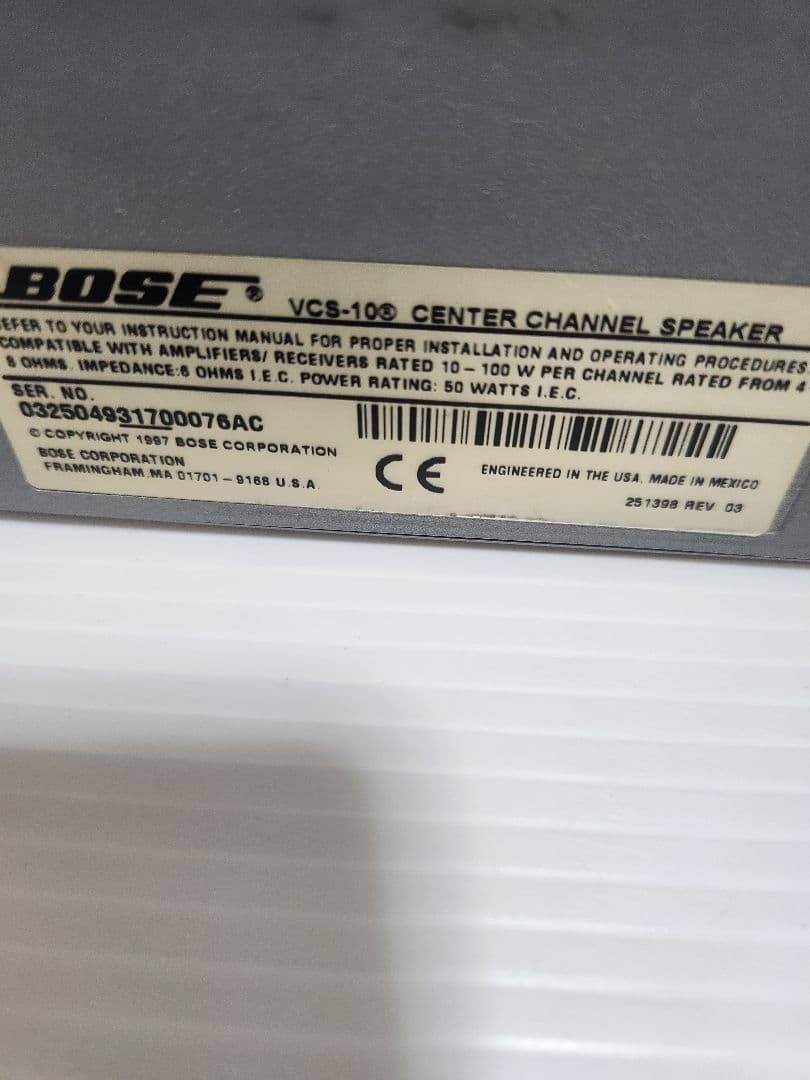 BOSE®
VCS-10® CENTER CHANNEL SPEAKER
EFER TO YOUR INSTRUCTION MANUAL FOR PROPER INSTALLATION AND OPERATING PROCEDURES.
COMPATIBLE WITH AMPLIFIERS/ RECEIVERS RATED 10 – 100 W PER CHANNEL RATED FROM 4
8 OHMS. IMPEDANCE:6 OHMS I.E.C. POWER RATING: 50 WATTS I.E.C.
SER. NO.
032504931700076AC
© COPYRIGHT 1997 BOSE CORPORATION
BOSE CORPORATION
FRAMINGHAM.MA 01701 – 9168 U.S.A.
CE
ENGINEERED IN THE USA. MADE IN MEXICO
251398 REV 03